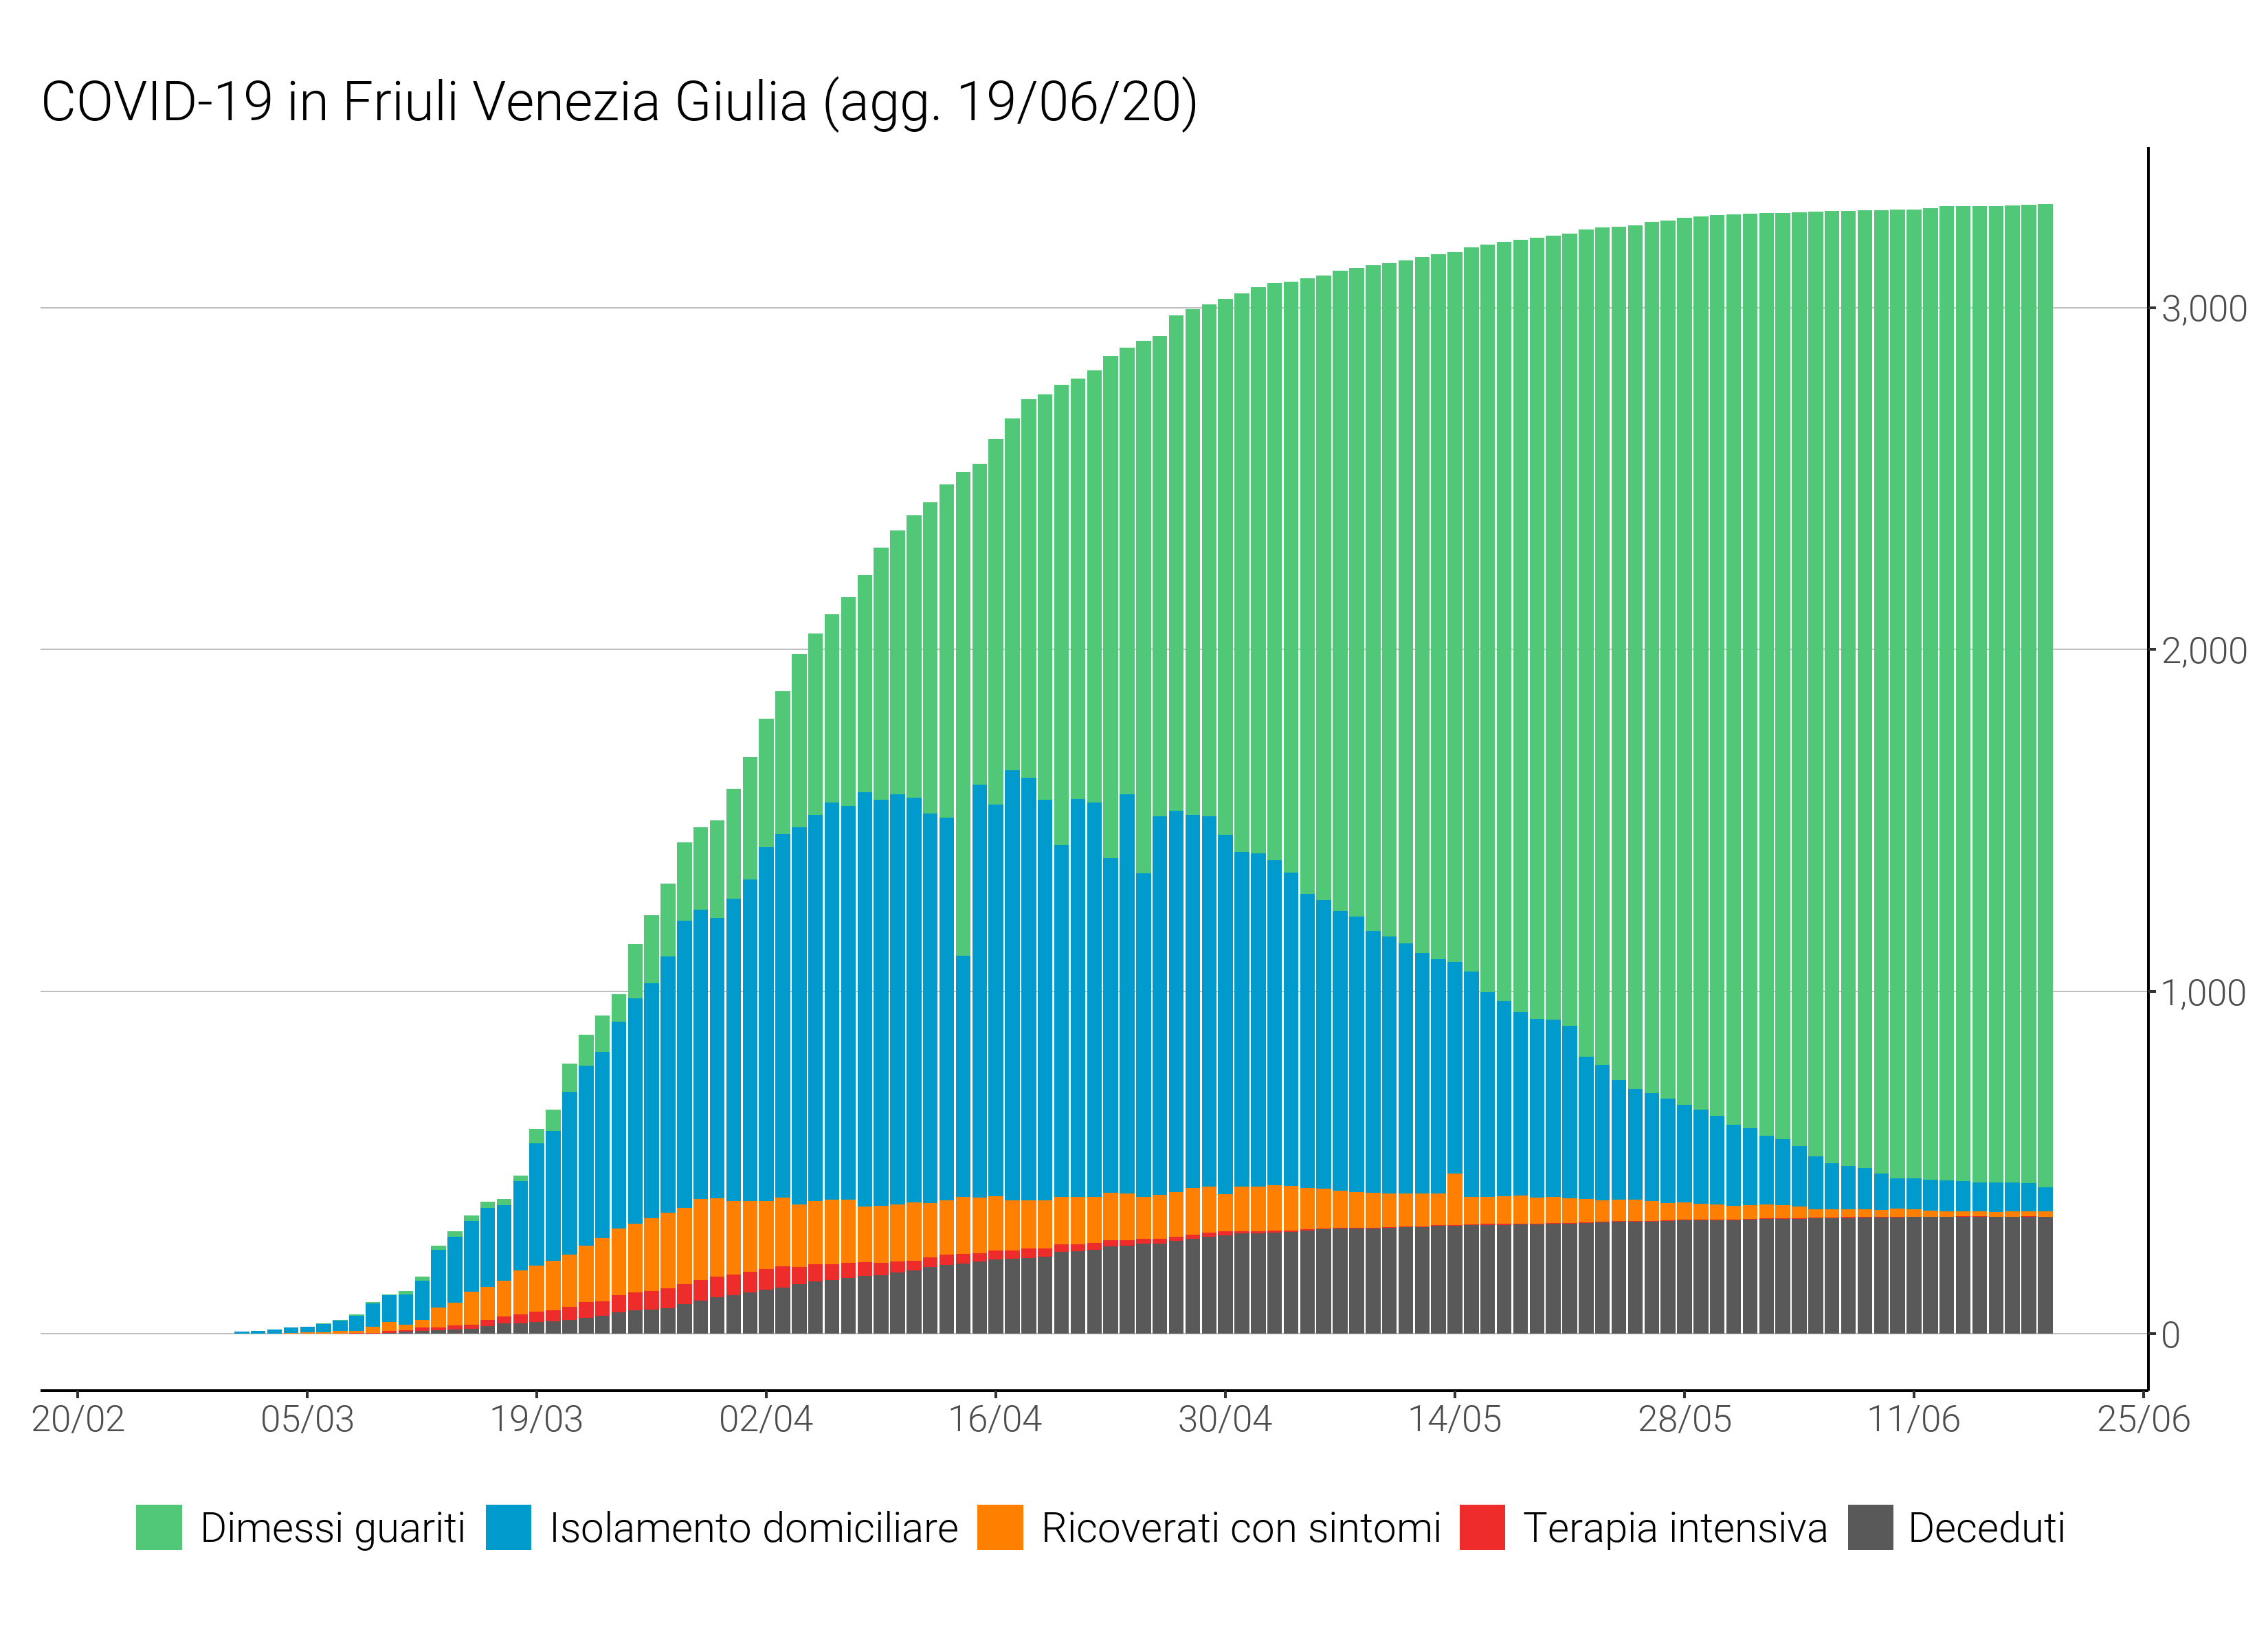 COVID-19 in Friuli Venezia Giulia (agg. 19/06/20)
3,000
2,000
1,000
0
20/02 05/03 19/03 02/04 16/04 30/04 14/05 28/05 11/06 25/06
Dimessi guariti Isolamento domiciliare Ricoverati con sintomi Terapia intensiva Deceduti